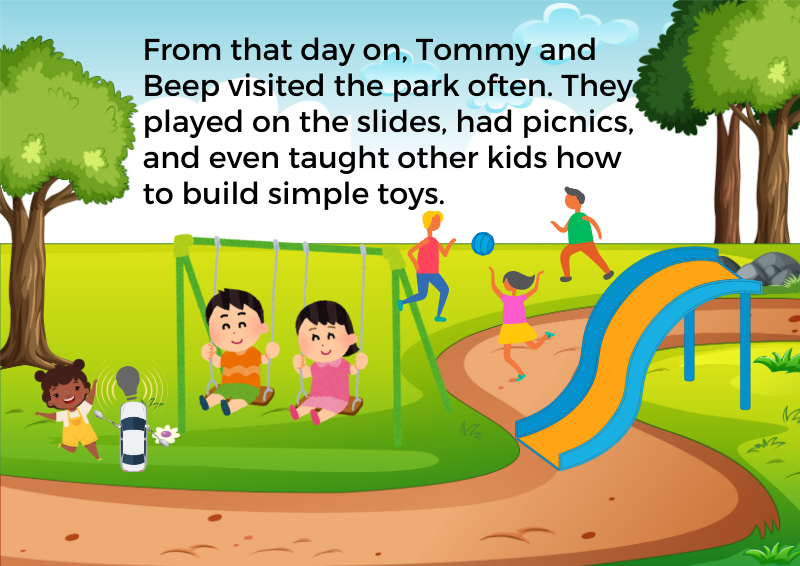 From that day on, Tommy and
Beep visited the park often. They
played on the slides, had picnics,
and even taught other kids how
to build simple toys.